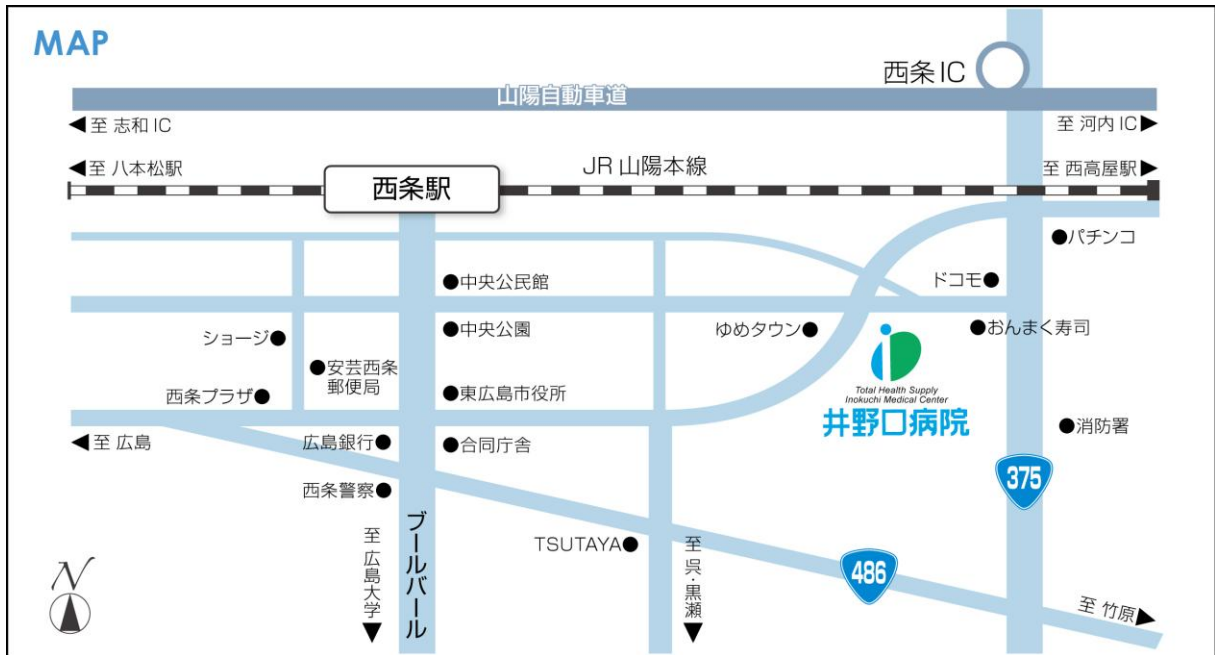 MAP
西条IC
山陽自動車道
◀至 志和IC
至 河内IC▶
◀至 八本松駅
JR山陽本線
至 西高屋駅▶
西条駅
●パチンコ
●中央公民館
ドコモ●
ショージ●
●中央公園
ゆめタウン●
●おんまく寿司
●安芸西条
郵便局
西条プラザ●
●東広島市役所
Total Health Supply
Inokuchi Medical Center
井野口病院
◀至 広島
広島銀行●
●合同庁舎
●消防署
西条警察●
375
ブールバール
至 広島大学▶
TSUTAYA●
至 呉・黒瀬▶
486
至 竹原▶
N